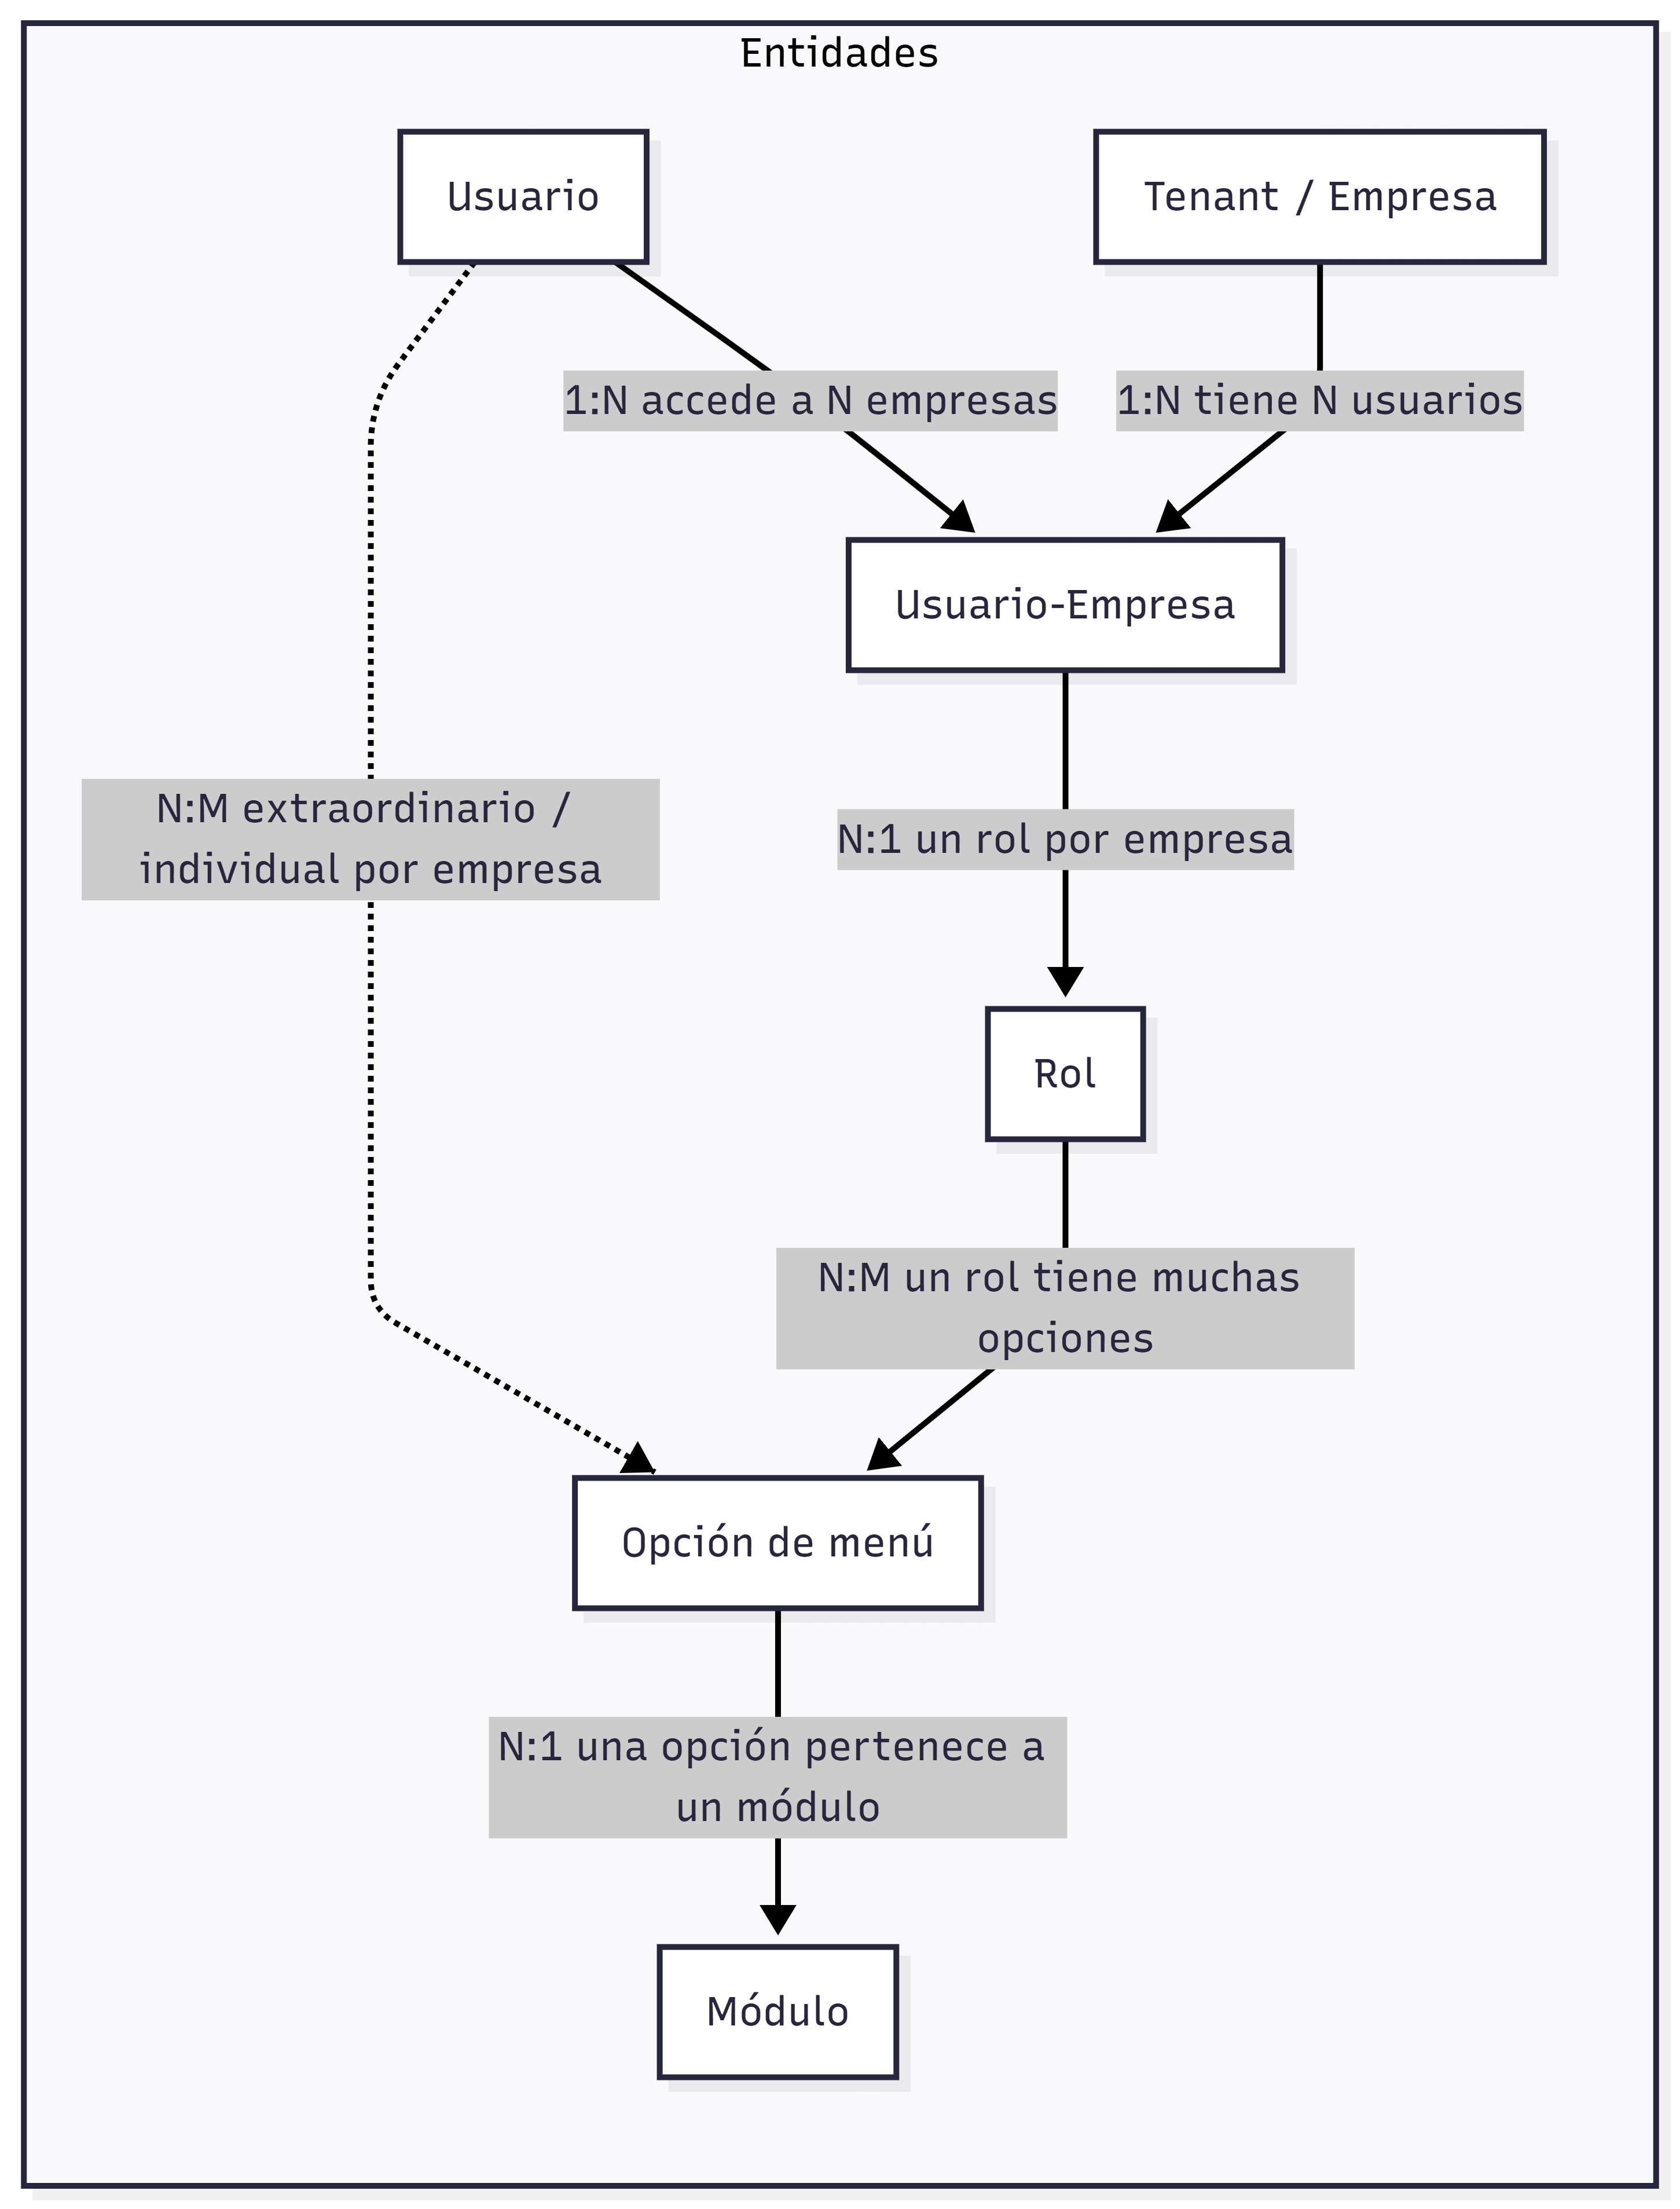 Entidades
Usuario
Tenant / Empresa
1:N accede a N empresas
1:N tiene N usuarios
Usuario-Empresa
N:M extraordinario /
individual por empresa
N:1 un rol por empresa
Rol
N:M un rol tiene muchas
opciones
Opción de menú
N:1 una opción pertenece a
un módulo
Módulo